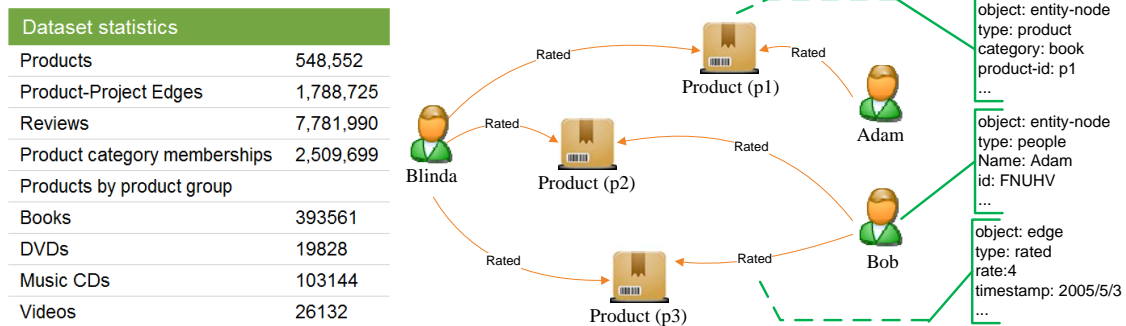 Dataset statistics
Products 548,552
Product-Project Edges 1,788,725
Reviews 7,781,990
Product category memberships 2,509,699
Products by product group
Books 393561
DVDs 19828
Music CDs 103144
Videos 26132
Rated
Rated
Product (p1)
Adam
Blinda
Rated
Product (p2)
Rated
Bob
Rated
Rated
Product (p3)
object: entity-node
type: product
category: book
product-id: p1
...
object: entity-node
type: people
Name: Adam
id: FNUHV
...
object: edge
type: rated
rate:4
timestamp: 2005/5/3
...